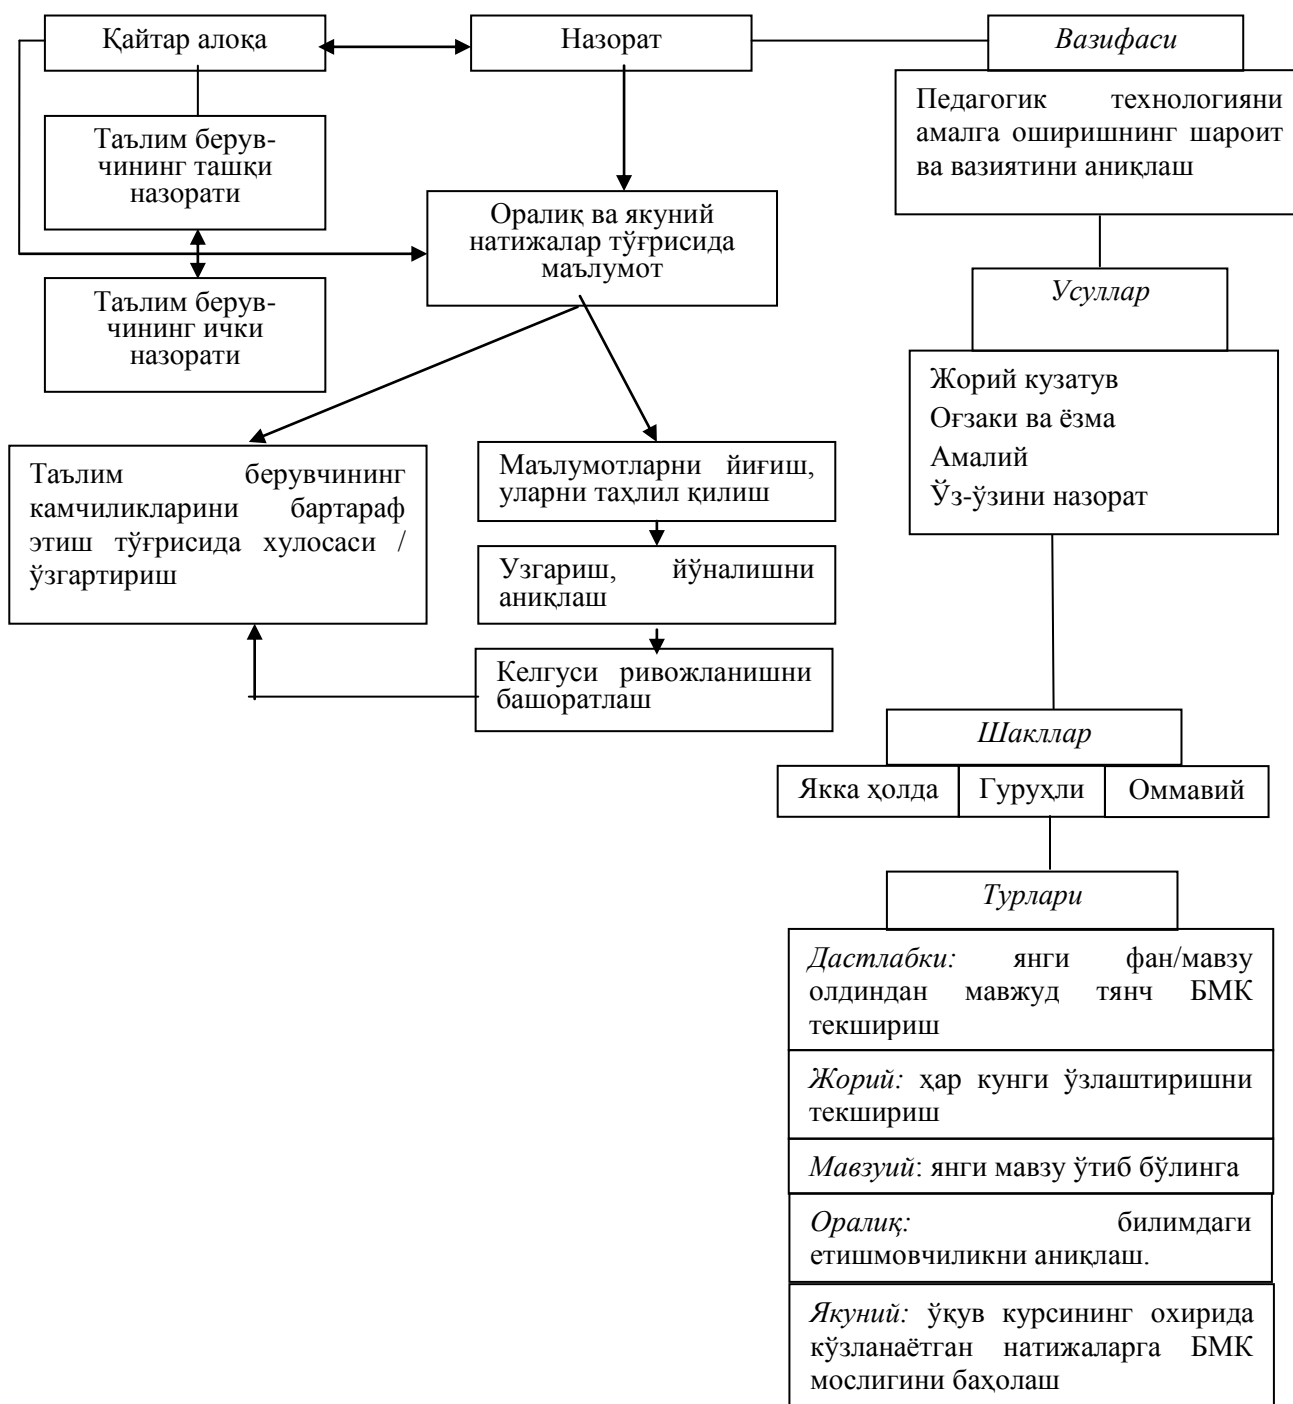 Қайтар алоқа
Назорат
Вазифаси
Педагогик технологияни
амалга оширишнинг шароит
ва вазиятини аниқлаш
Таълим берув-
чининг ташқи
назорати
Оралиқ ва якуний
натижалар тўғрисида
маълумот
Таълим берув-
чининг ички
назорати
Усуллар
Жорий кузатув
Оғзаки ва ёзма
Амалий
Ўз-ўзини назорат
Таълим берувчининг
камчиликларини бартараф
этиш тўғрисида хулосаси /
ўзгартириш
Маълумотларни йиғиш,
уларни таҳлил қилиш
Узгариш, йўналишни
аниқлаш
Келгуси ривожланишни
башоратлаш
Шакллар
Якка ҳолда
Гуруҳли
Оммавий
Турлари
Дастлабки: янги фан/мавзу
олдиндан мавжуд тянч БМК
текшириш
Жорий: ҳар кунги ўзлаштиришни
текшириш
Мавзуий: янги мавзу ўтиб бўлинга
Оралиқ: билимдаги
етишмовчиликни аниқлаш.
Якуний: ўқув курсининг охирида
кўзланаётган натижаларга БМК
мослигини баҳолаш